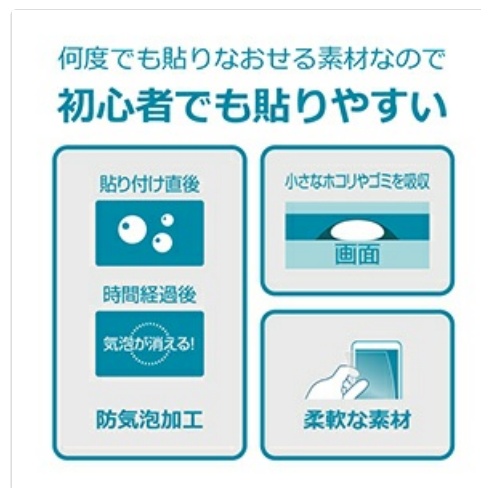 何度でも貼りなおせる素材なので
初心者でも貼りやすい
貼り付け直後
時間経過後
気泡が消える!
防気泡加工
小さなホコリやゴミを吸収
画面
柔軟な素材